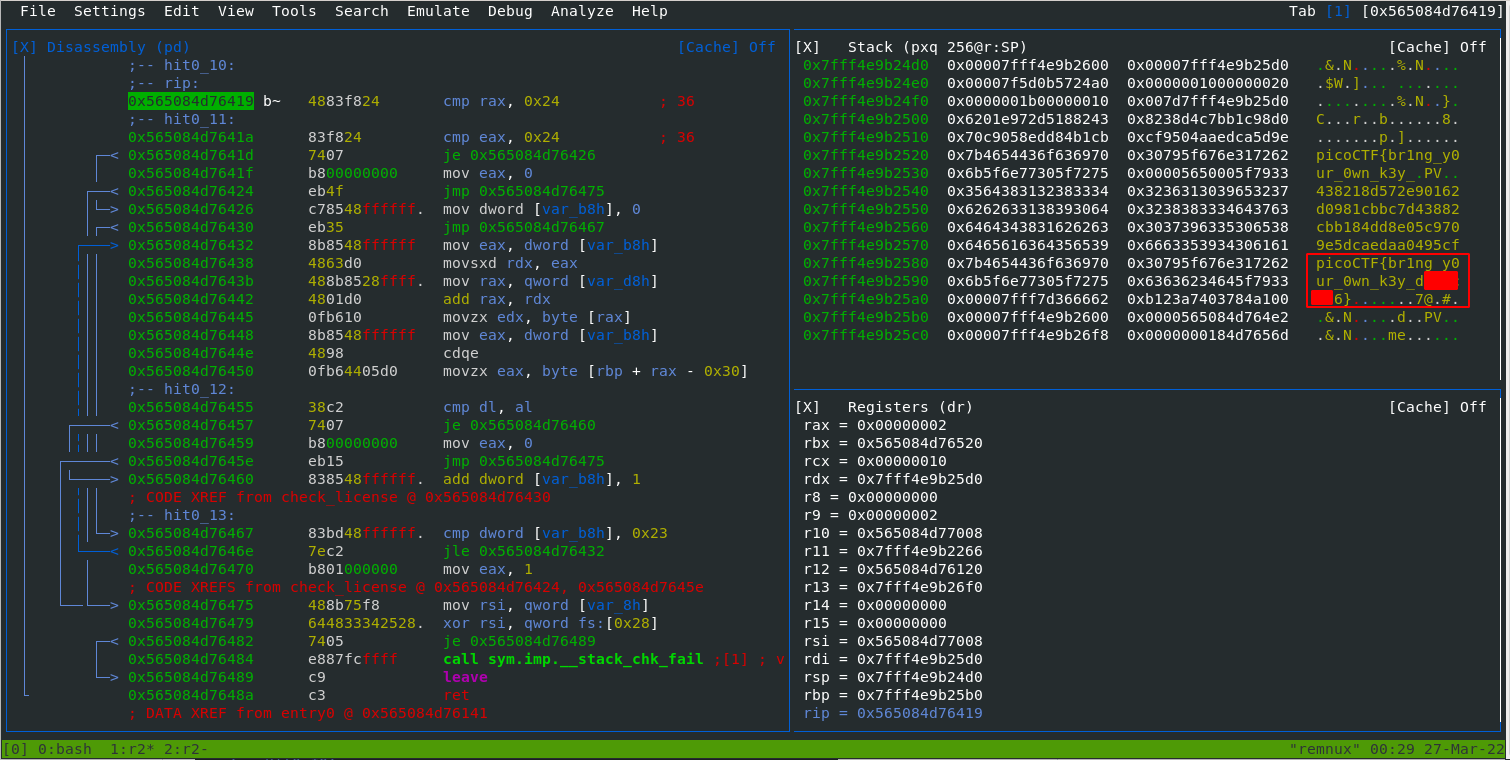 File Settings Edit View Tools Search Emulate Debug Analyze Help Tab [1] [0x565084d76419]
[X] Disassembly (pd) [Cache] Off
;-- hit0_10:
;-- rip:
0x565084d76419 b~ 4883f824 cmp rax, 0x24 ; 36
;-- hit0_11:
0x565084d7641a 83f824 cmp eax, 0x24 ; 36
0x565084d7641d 7407 je 0x565084d76426
0x565084d7641f b800000000 mov eax, 0
0x565084d76424 eb4f jmp 0x565084d76475
0x565084d76426 c78548ffffff. mov dword [var_b8h], 0
0x565084d76430 eb35 jmp 0x565084d76467
0x565084d76432 8b8548ffffff mov eax, dword [var_b8h]
0x565084d76438 4863d0 movsxd rdx, eax
0x565084d7643b 488b8528ffff. mov rax, qword [var_d8h]
0x565084d76442 4801d0 add rax, rdx
0x565084d76445 0fb610 movzx edx, byte [rax]
0x565084d76448 8b8548ffffff mov eax, dword [var_b8h]
0x565084d7644e 4898 cdqe
0x565084d76450 0fb64405d0 movzx eax, byte [rbp + rax - 0x30]
;-- hit0_12:
0x565084d76455 38c2 cmp dl, al
0x565084d76457 7407 je 0x565084d76460
0x565084d76459 b800000000 mov eax, 0
0x565084d7645e eb15 jmp 0x565084d76475
0x565084d76460 838548ffffff. add dword [var_b8h], 1
; CODE XREF from check_license @ 0x565084d76430
;-- hit0_13:
0x565084d76467 83bd48ffffff. cmp dword [var_b8h], 0x23
0x565084d7646e 7ec2 jle 0x565084d76432
0x565084d76470 b801000000 mov eax, 1
; CODE XREFS from check_license @ 0x565084d76424, 0x565084d7645e
0x565084d76475 488b75f8 mov rsi, qword [var_8h]
0x565084d76479 644833342528. xor rsi, qword fs:[0x28]
0x565084d76482 7405 je 0x565084d76489
0x565084d76484 e887fcffff call sym.imp.__stack_chk_fail ;[1] ; v
0x565084d76489 c9 leave
0x565084d7648a c3 ret
; DATA XREF from entry0 @ 0x565084d76141
[X] Stack (pxq 256@r:SP) [Cache] Off
0x7fff4e9b24d0 0x00007fff4e9b2600 0x00007fff4e9b25d0 .&.N.....%.N....
0x7fff4e9b24e0 0x00007f5d0b5724a0 0x0000001000000020 .$W.]... .......
0x7fff4e9b24f0 0x0000001b00000010 0x007d7fff4e9b25d0 .........%.N..}.
0x7fff4e9b2500 0x6201e972d5188243 0x8238d4c7bb1c98d0 C...r..b......8.
0x7fff4e9b2510 0x70c9058edd84b1cb 0xcf9504aaedca5d9e .......p.]......
0x7fff4e9b2520 0x7b4654436f636970 0x30795f676e317262 picoCTF{br1ng_y0
0x7fff4e9b2530 0x6b5f6e77305f7275 0x00005650005f7933 ur_0wn_k3y_.PV..
0x7fff4e9b2540 0x3564383132383334 0x3236313039653237 438218d572e90162
0x7fff4e9b2550 0x6262633138393064 0x3238383334643763 d0981cbbc7d43882
0x7fff4e9b2560 0x6464343831626263 0x3037396335306538 cbb184dd8e05c970
0x7fff4e9b2570 0x6465616364356539 0x6663353934306161 9e5dcaedaa0495cf
0x7fff4e9b2580 0x7b4654436f636970 0x30795f676e317262 picoCTF{br1ng_y0
0x7fff4e9b2590 0x6b5f6e77305f7275 0x63636234645f7933 ur_0wn_k3y_d
0x7fff4e9b25a0 0x00007fff7d366662 0xb123a7403784a100 6}.......7@.#.
0x7fff4e9b25b0 0x00007fff4e9b2600 0x0000565084d764e2 .&.N.....d..PV..
0x7fff4e9b25c0 0x00007fff4e9b26f8 0x0000000184d7656d .&.N....me......
[X] Registers (dr) [Cache] Off
rax = 0x00000002
rbx = 0x565084d76520
rcx = 0x00000010
rdx = 0x7fff4e9b25d0
r8 = 0x00000000
r9 = 0x00000002
r10 = 0x565084d77008
r11 = 0x7fff4e9b2266
r12 = 0x565084d76120
r13 = 0x7fff4e9b26f0
r14 = 0x00000000
r15 = 0x00000000
rsi = 0x565084d77008
rdi = 0x7fff4e9b25d0
rsp = 0x7fff4e9b24d0
rbp = 0x7fff4e9b25b0
rip = 0x565084d76419
[0] 0:bash 1:r2* 2:r2- "remnux" 00:29 27-Mar-22